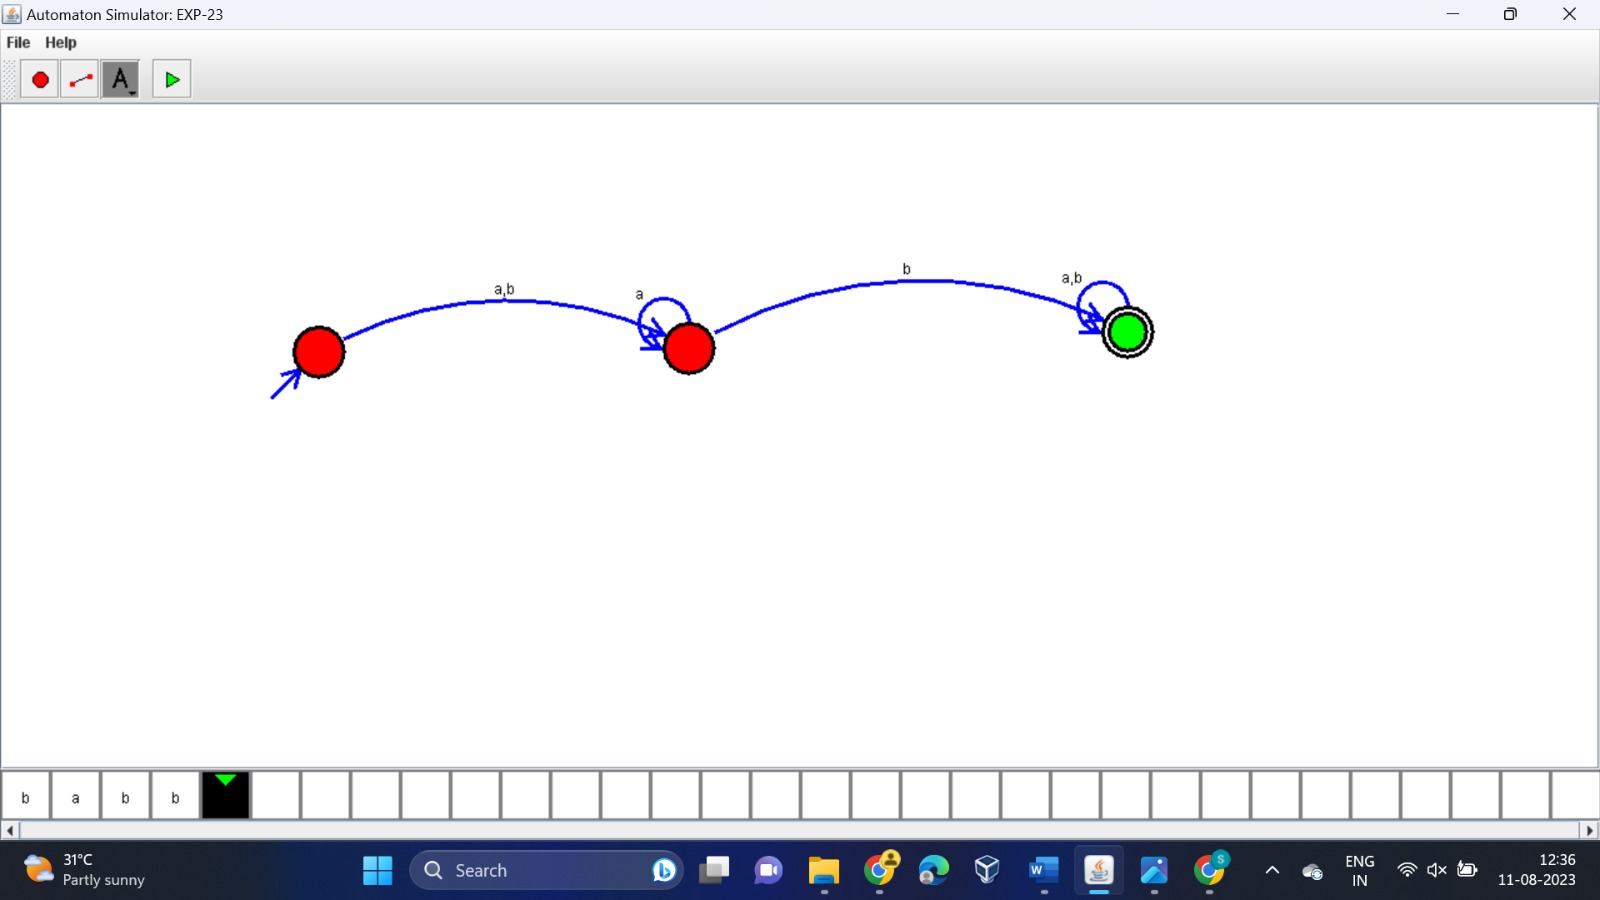 Automaton Simulator: EXP-23
File Help
A
b
a,b
a,b
a
b a b b
31°C
Partly sunny
Search
W
S
ENG
IN
12:36
11-08-2023